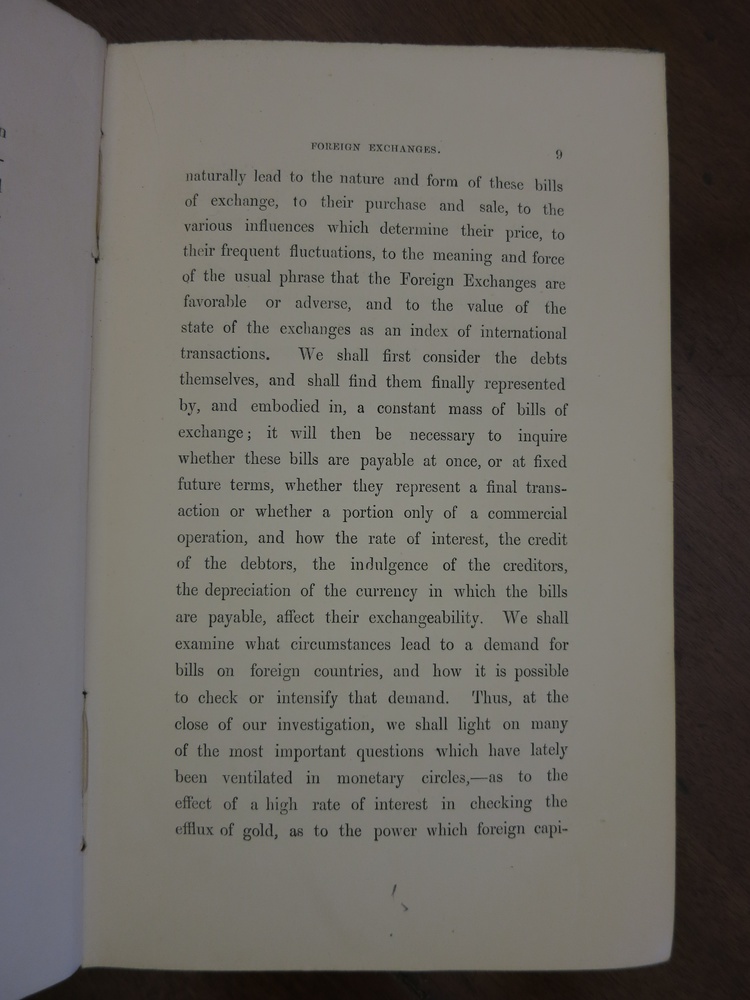 FOREIGN EXCHANGES.
9
naturally lead to the nature and form of these bills
of exchange, to their purchase and sale, to the
various influences which determine their price, to
their frequent fluctuations, to the meaning and force
of the usual phrase that the Foreign Exchanges are
favorable or adverse, and to the value of the
state of the exchanges as an index of international
transactions. We shall first consider the debts
themselves, and shall find them finally represented
by, and embodied in, a constant mass of bills of
exchange; it will then be necessary to inquire
whether these bills are payable at once, or at fixed
future terms, whether they represent a final trans-
action or whether a portion only of a commercial
operation, and how the rate of interest, the credit
of the debtors, the indulgence of the creditors,
the depreciation of the currency in which the bills
are payable, affect their exchangeability. We shall
examine what circumstances lead to a demand for
bills on foreign countries, and how it is possible
to check or intensify that demand. Thus, at the
close of our investigation, we shall light on many
of the most important questions which have lately
been ventilated in monetary circles,—as to the
effect of a high rate of interest in checking the
efflux of gold, as to the power which foreign capi-